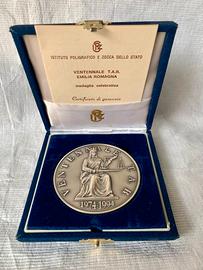 ISTITUTO POLIGRAFICO E ZECCA DELLO STATO
VENTENNALE T.A.R.
EMILIA ROMAGNA
medaglia celebrativa
Certificato di garanzia
VENTENNALE T.A.R.
1974-1994